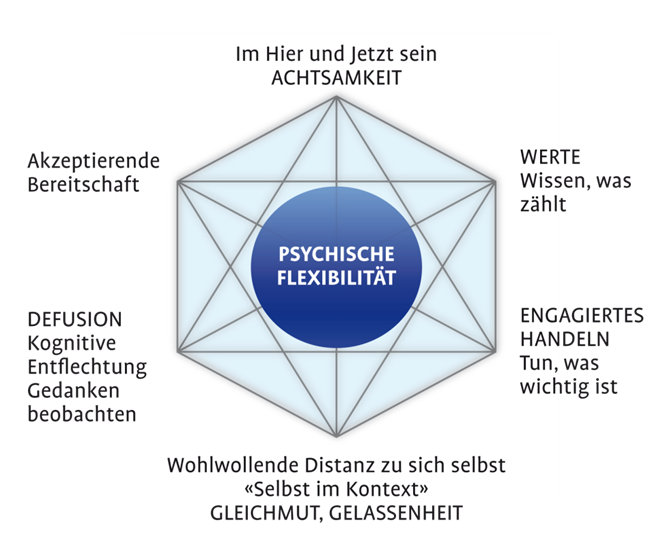 Im Hier und Jetzt sein
ACHTSAMKEIT
Akzeptierende
Bereitschaft
WERTE
Wissen, was
zählt
PSYCHISCHE
FLEXIBILITÄT
DEFUSION
Kognitive
Entflechtung
Gedanken
beobachten
ENGAGIERTES
HANDELN
Tun, was
wichtig ist
Wohlwollende Distanz zu sich selbst
«Selbst im Kontext»
GLEICHMUT, GELASSENHEIT